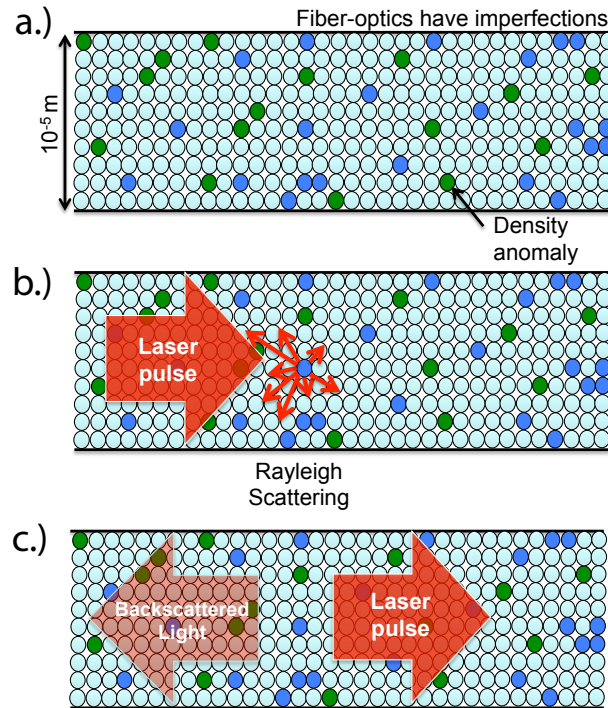 a.)
Fiber-optics have imperfections
10⁻⁵ m
Density
anomaly
b.)
Laser
pulse
Rayleigh
Scattering
c.)
Backscattered
Light
Laser
pulse